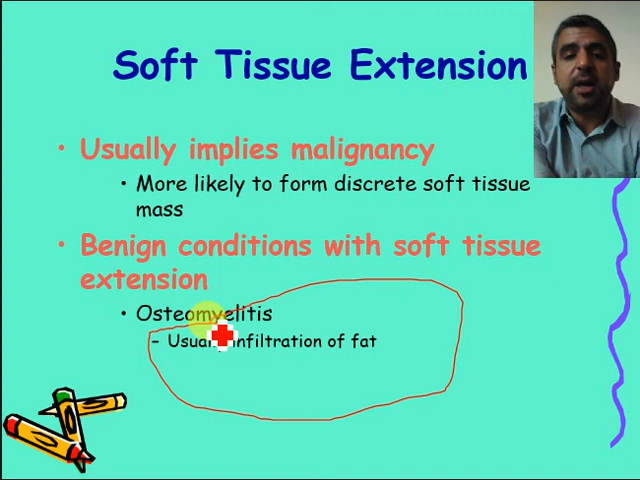 Soft Tissue Extension
• Usually implies malignancy
• More likely to form discrete soft tissue
mass
• Benign conditions with soft tissue
extension
• Osteomyelitis
– infiltration of fat